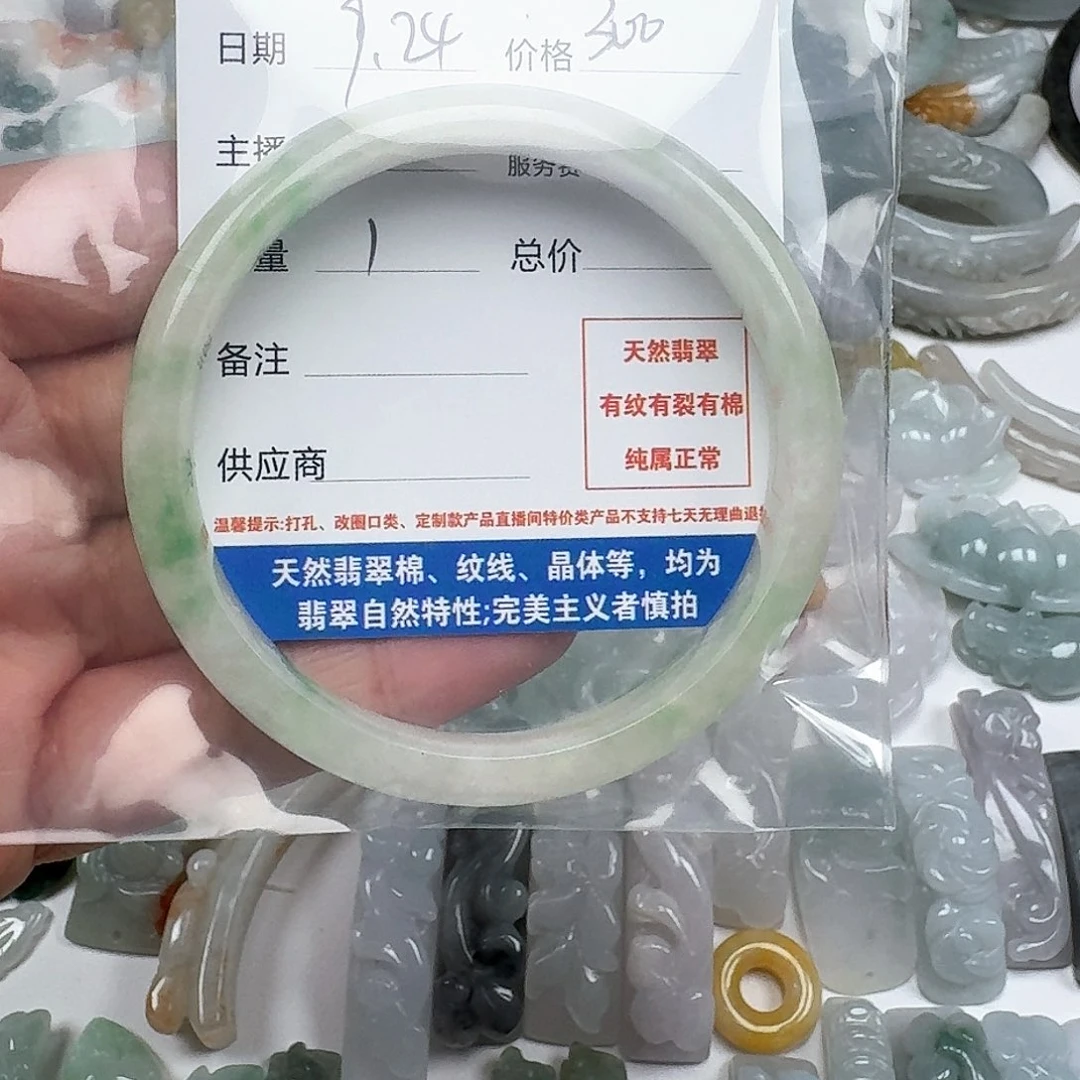 日期 9.24 价格 300
主播 服务费
量 1 总价
备注
天然翡翠
有纹有裂有棉
纯属正常
供应商
温馨提示:打孔、改圈口类、定制款产品直播间特价类产品不支持七天无理由退
天然翡翠棉、纹线、晶体等，均为
翡翠自然特性;完美主义者慎拍